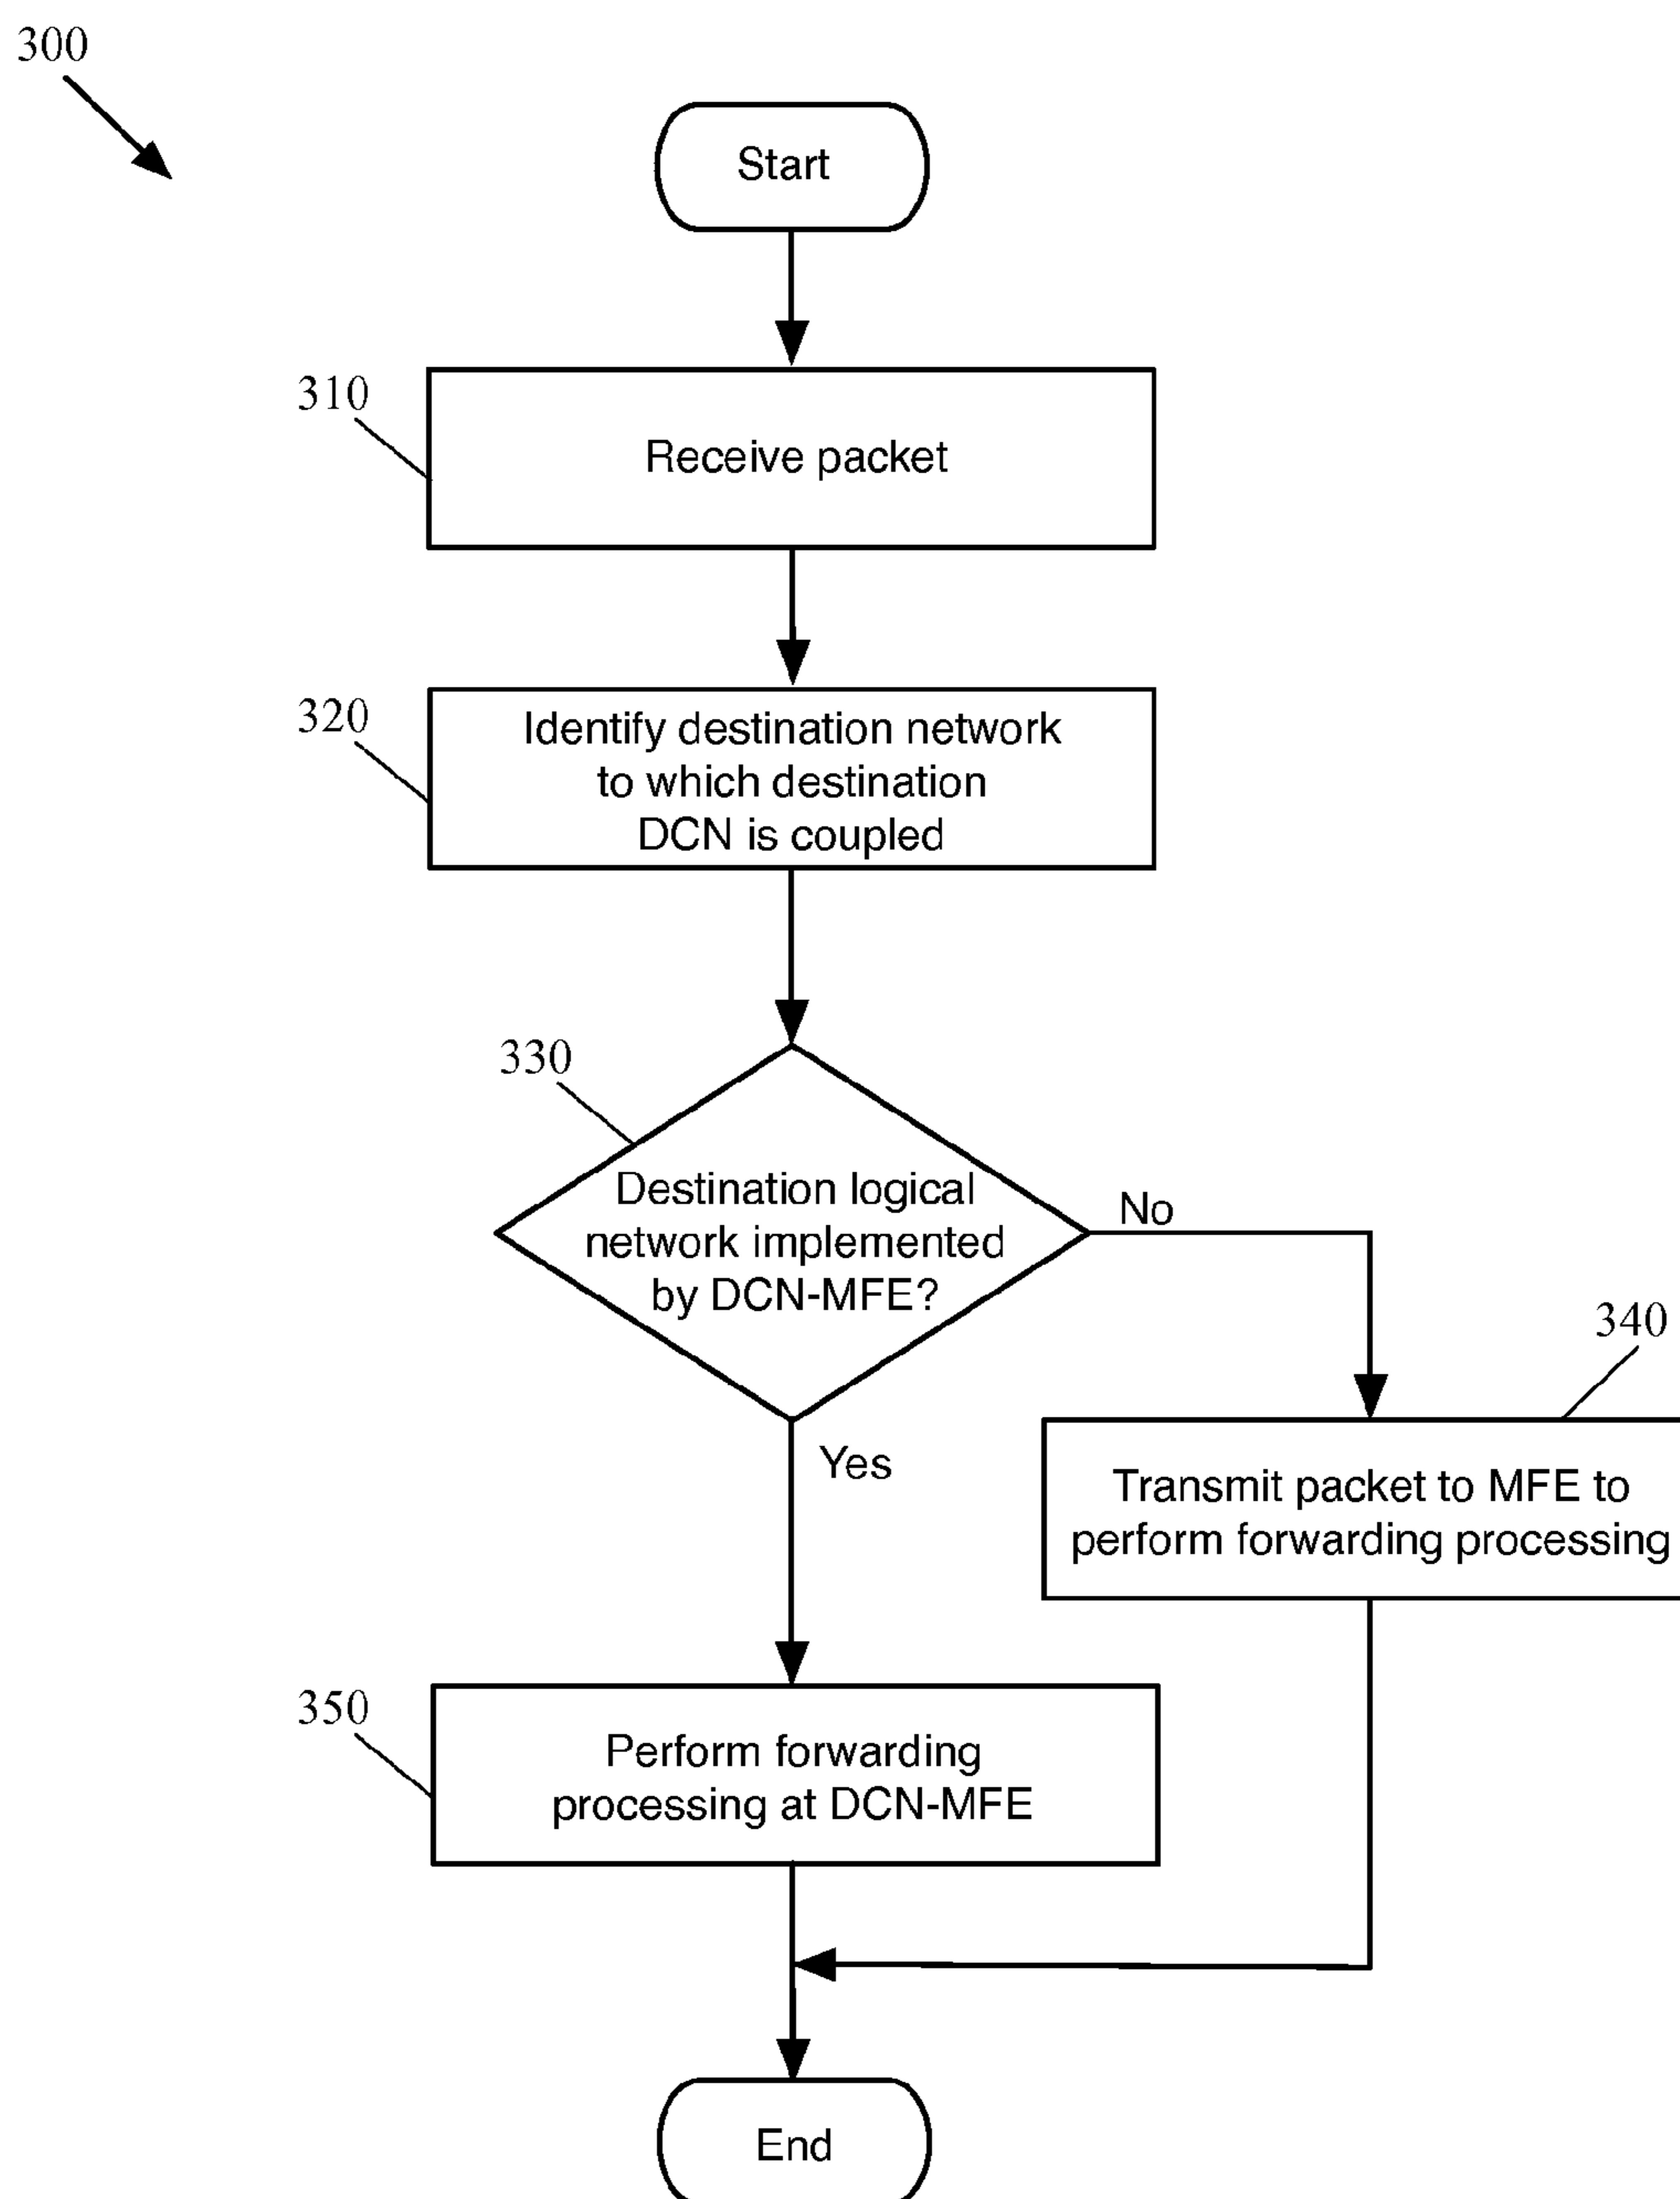 300
Start
310
Receive packet
320
Identify destination network
to which destination
DCN is coupled
330
Destination logical
network implemented
by DCN-MFE?
No
340
Transmit packet to MFE to
perform forwarding processing
Yes
350
Perform forwarding
processing at DCN-MFE
End